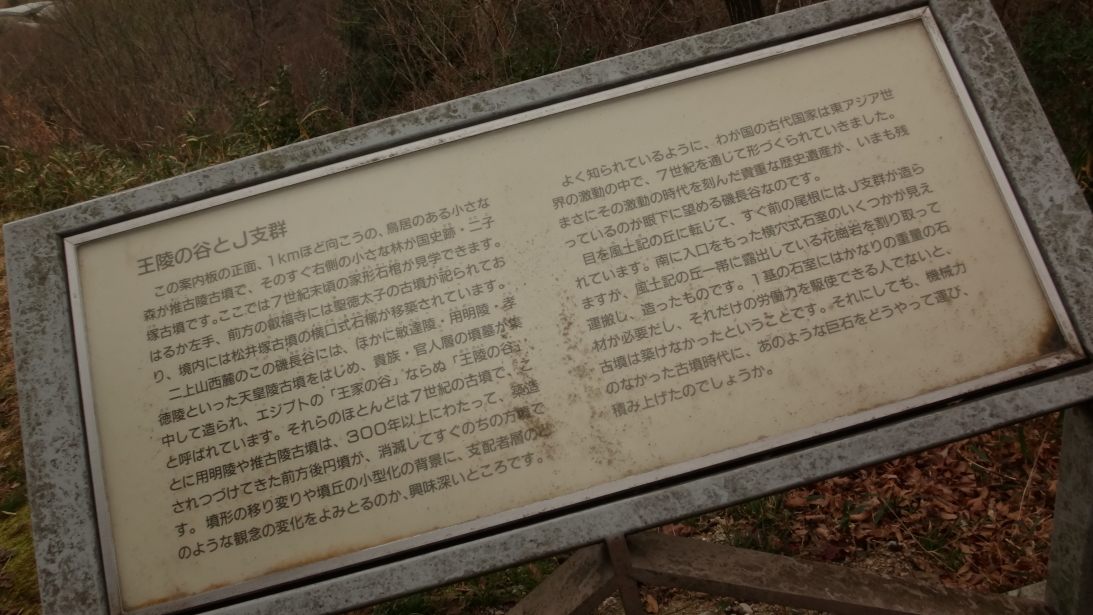 王陵の谷とJ支群
この案内板の正面、1kmほど向こうの、鳥居のある小さな
森が推古陵古墳で、そのすぐ右側の小さな林が国史跡・二子
塚古墳です。ここでは7世紀末頃の家形石棺が見学できます。
はるか左手、前方の叡福寺には聖徳太子の古墳が祀られてお
り、境内には松井塚古墳の横口式石槨が移築されています。
二上山西麓のこの磯長谷には、ほかに敏達陵、用明陵、孝
徳陵といった天皇陵古墳をはじめ、貴族・官人層の墳墓が集
中して造られ、エジプトの「王家の谷」ならぬ「王陵の谷」
と呼ばれています。それらのほとんどは7世紀の古墳で、こ
とに用明陵や推古陵古墳は、300年以上にわたって、築造
されつづけてきた前方後円墳が、消滅してすぐのちの方墳で
す。墳形の移り変りや墳丘の小型化の背景に、支配者層のど
のような観念の変化をよみとるのか、興味深いところです。
よく知られているように、わが国の古代国家は東アジア世
界の激動の中で、7世紀を通じて形づくられていきました。
まさにその激動の時代を刻んだ貴重な歴史遺産が、いまも残
っているのが眼下に望める磯長谷なのです。
目を風土記の丘に転じて、すぐ前の尾根にはJ支群が造ら
れています。南に入口をもった横穴式石室のいくつかが見え
ますが、風土記の丘一帯に露出している花崗岩を割り取って
運搬し、造ったものです。1基の石室にはかなりの重量の石
材が必要だし、それだけの労働力を駆使できる人でないと、
古墳は築けなかったということです。それにしても、機械力
のなかった古墳時代に、あのような巨石をどうやって運び、
積み上げたのでしょうか。